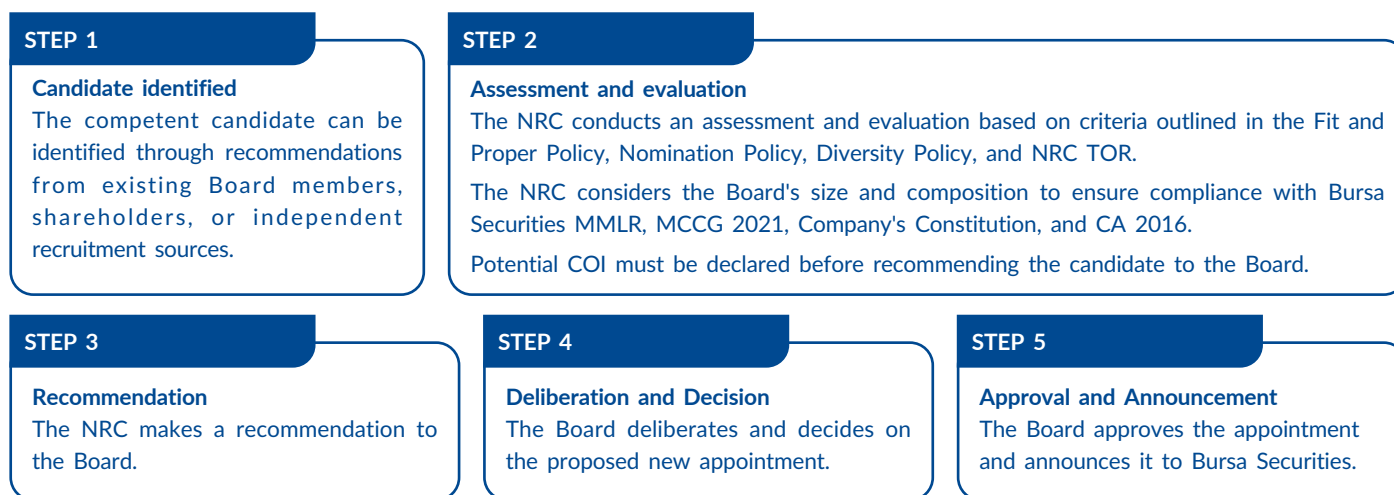 STEP 1
Candidate identified
The competent candidate can be
identified through recommendations
from existing Board members,
shareholders, or independent
recruitment sources.
STEP 2
Assessment and evaluation
The NRC conducts an assessment and evaluation based on criteria outlined in the Fit and
Proper Policy, Nomination Policy, Diversity Policy, and NRC TOR.
The NRC considers the Board's size and composition to ensure compliance with Bursa
Securities MMLR, MCCG 2021, Company's Constitution, and CA 2016.
Potential COI must be declared before recommending the candidate to the Board.
STEP 3
Recommendation
The NRC makes a recommendation to
the Board.
STEP 4
Deliberation and Decision
The Board deliberates and decides on
the proposed new appointment.
STEP 5
Approval and Announcement
The Board approves the appointment
and announces it to Bursa Securities.